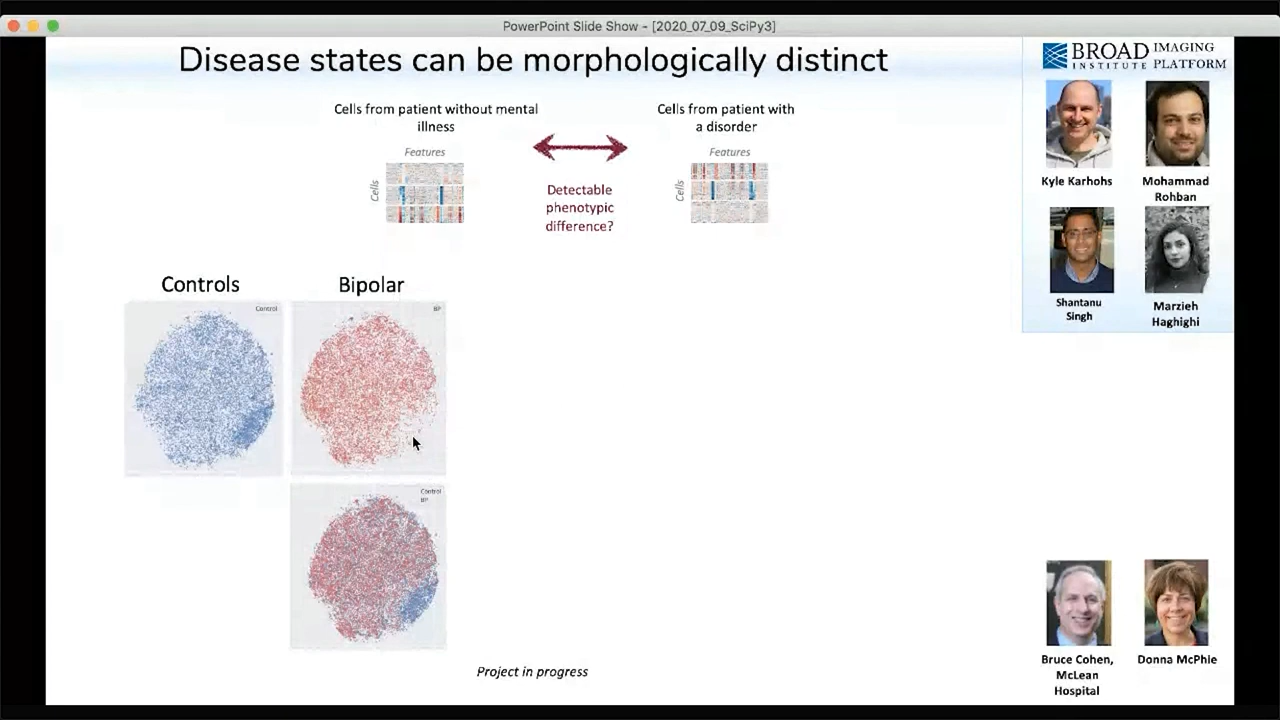 PowerPoint Slide Show - [2020_07_09_SciPy3]
Disease states can be morphologically distinct
BROAD
INSTITUTE
IMAGING
PLATFORM
Cells from patient without mental
illness
Cells from patient with
a disorder
Features
Cells
Detectable
phenotypic
difference?
Features
Cells
Kyle Karhohs
Mohammad
Rohban
Shantanu
Singh
Marzieh
Haghighi
Controls
Bipolar
Control
BP
Control
BP
Project in progress
Bruce Cohen,
McLean
Hospital
Donna McPhie